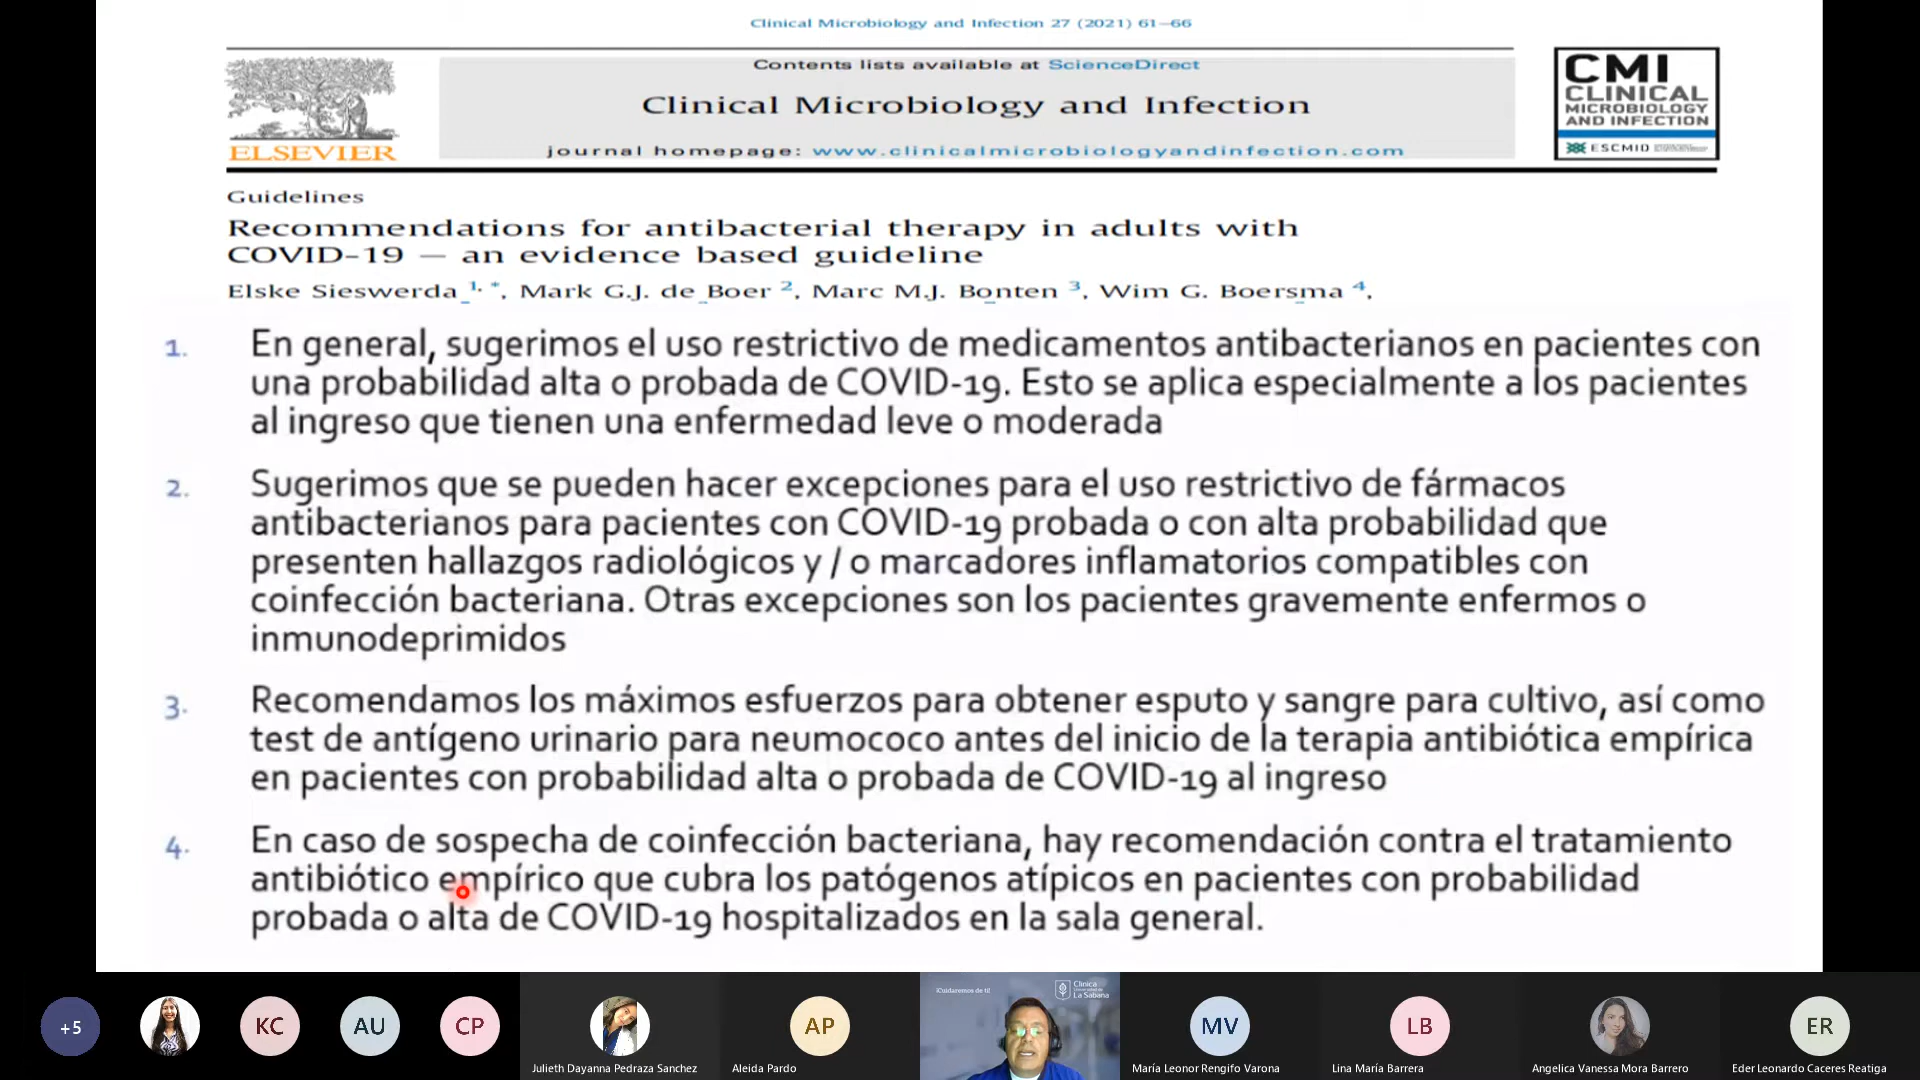 Clinical Microbiology and Infection 27 (2021) 61–66
Contents lists available at ScienceDirect
Clinical Microbiology and Infection
journal homepage: www.clinicalmicrobiologyandinfection.com
ELSEVIER
CMI
CLINICAL
MICROBIOLOGY
AND INFECTION
ESCMID
Guidelines
Recommendations for antibacterial therapy in adults with
COVID-19 — an evidence based guideline
Elske Sieswerda 1, *, Mark G.J. de Boer 2, Marc M.J. Bonten 3, Wim G. Boersma 4,
1. En general, sugerimos el uso restrictivo de medicamentos antibacterianos en pacientes con
una probabilidad alta o probada de COVID-19. Esto se aplica especialmente a los pacientes
al ingreso que tienen una enfermedad leve o moderada
2. Sugerimos que se pueden hacer excepciones para el uso restrictivo de fármacos
antibacterianos para pacientes con COVID-19 probada o con alta probabilidad que
presenten hallazgos radiológicos y / o marcadores inflamatorios compatibles con
coinfección bacteriana. Otras excepciones son los pacientes gravemente enfermos o
inmunodeprimidos
3. Recomendamos los máximos esfuerzos para obtener esputo y sangre para cultivo, así como
test de antígeno urinario para neumococo antes del inicio de la terapia antibiótica empírica
en pacientes con probabilidad alta o probada de COVID-19 al ingreso
4. En caso de sospecha de coinfección bacteriana, hay recomendación contra el tratamiento
antibiótico empírico que cubra los patógenos atípicos en pacientes con probabilidad
probada o alta de COVID-19 hospitalizados en la sala general.
+5
KC
AU
CP
Julieth Dayanna Pedraza Sanchez
AP
Aleida Pardo
¡Cuidaremos de ti!
Clínica
La Sabana
MV
María Leonor Rengifo Varona
LB
Lina María Barrera
Angelica Vanessa Mora Barrero
ER
Eder Leonardo Caceres Reatiga